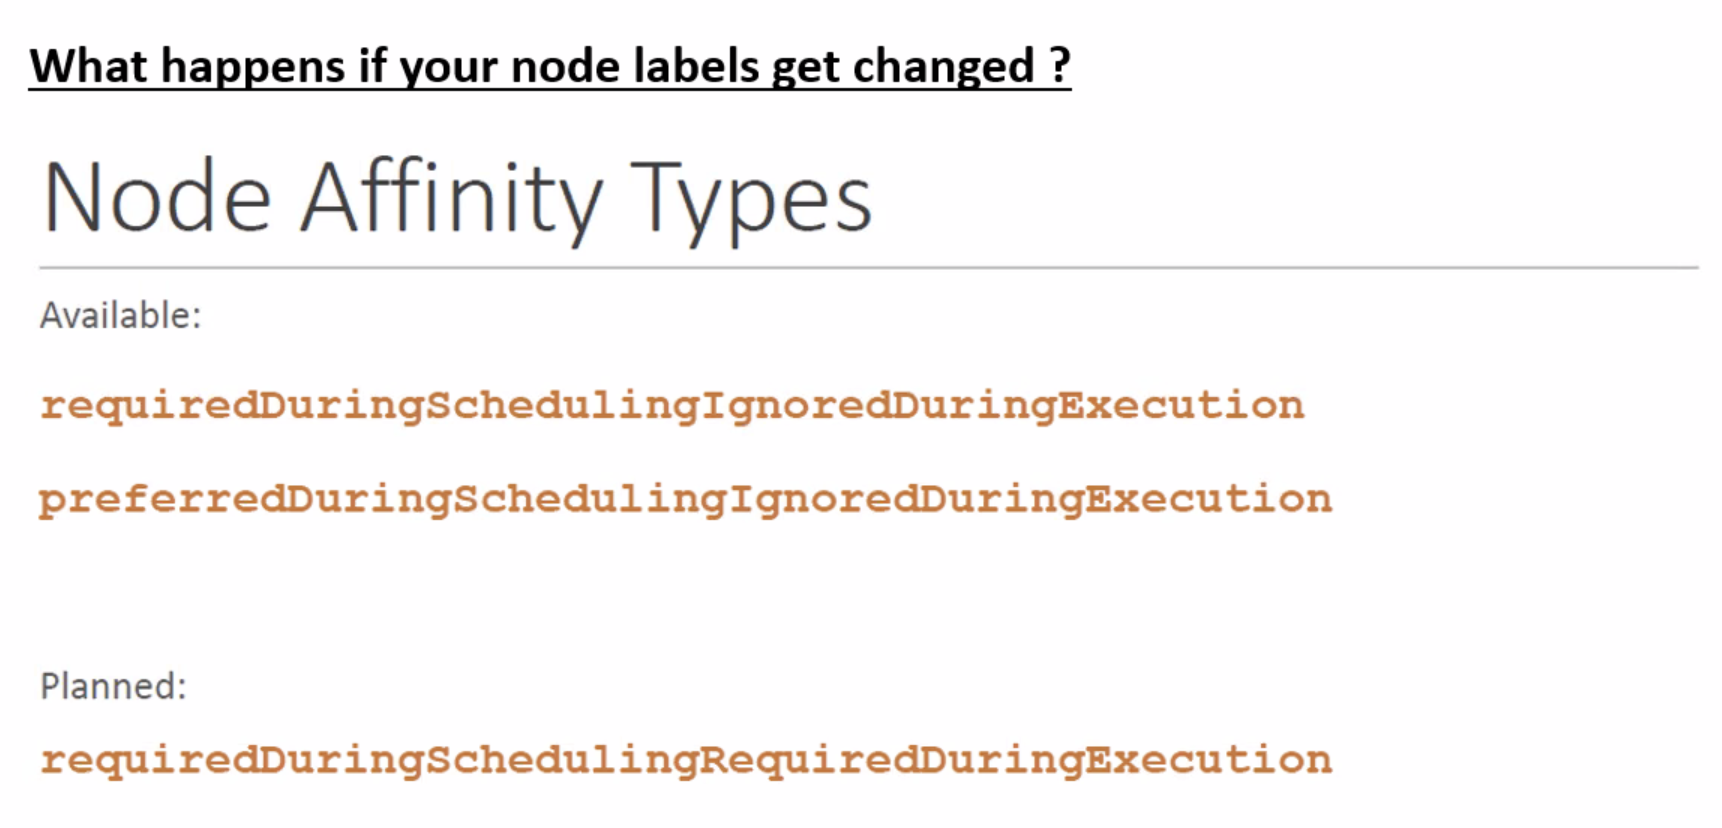 What happens if your node labels get changed ?
Node Affinity Types
Available:
requiredDuringSchedulingIgnoredDuringExecution
preferredDuringSchedulingIgnoredDuringExecution
Planned:
requiredDuringSchedulingRequiredDuringExecution